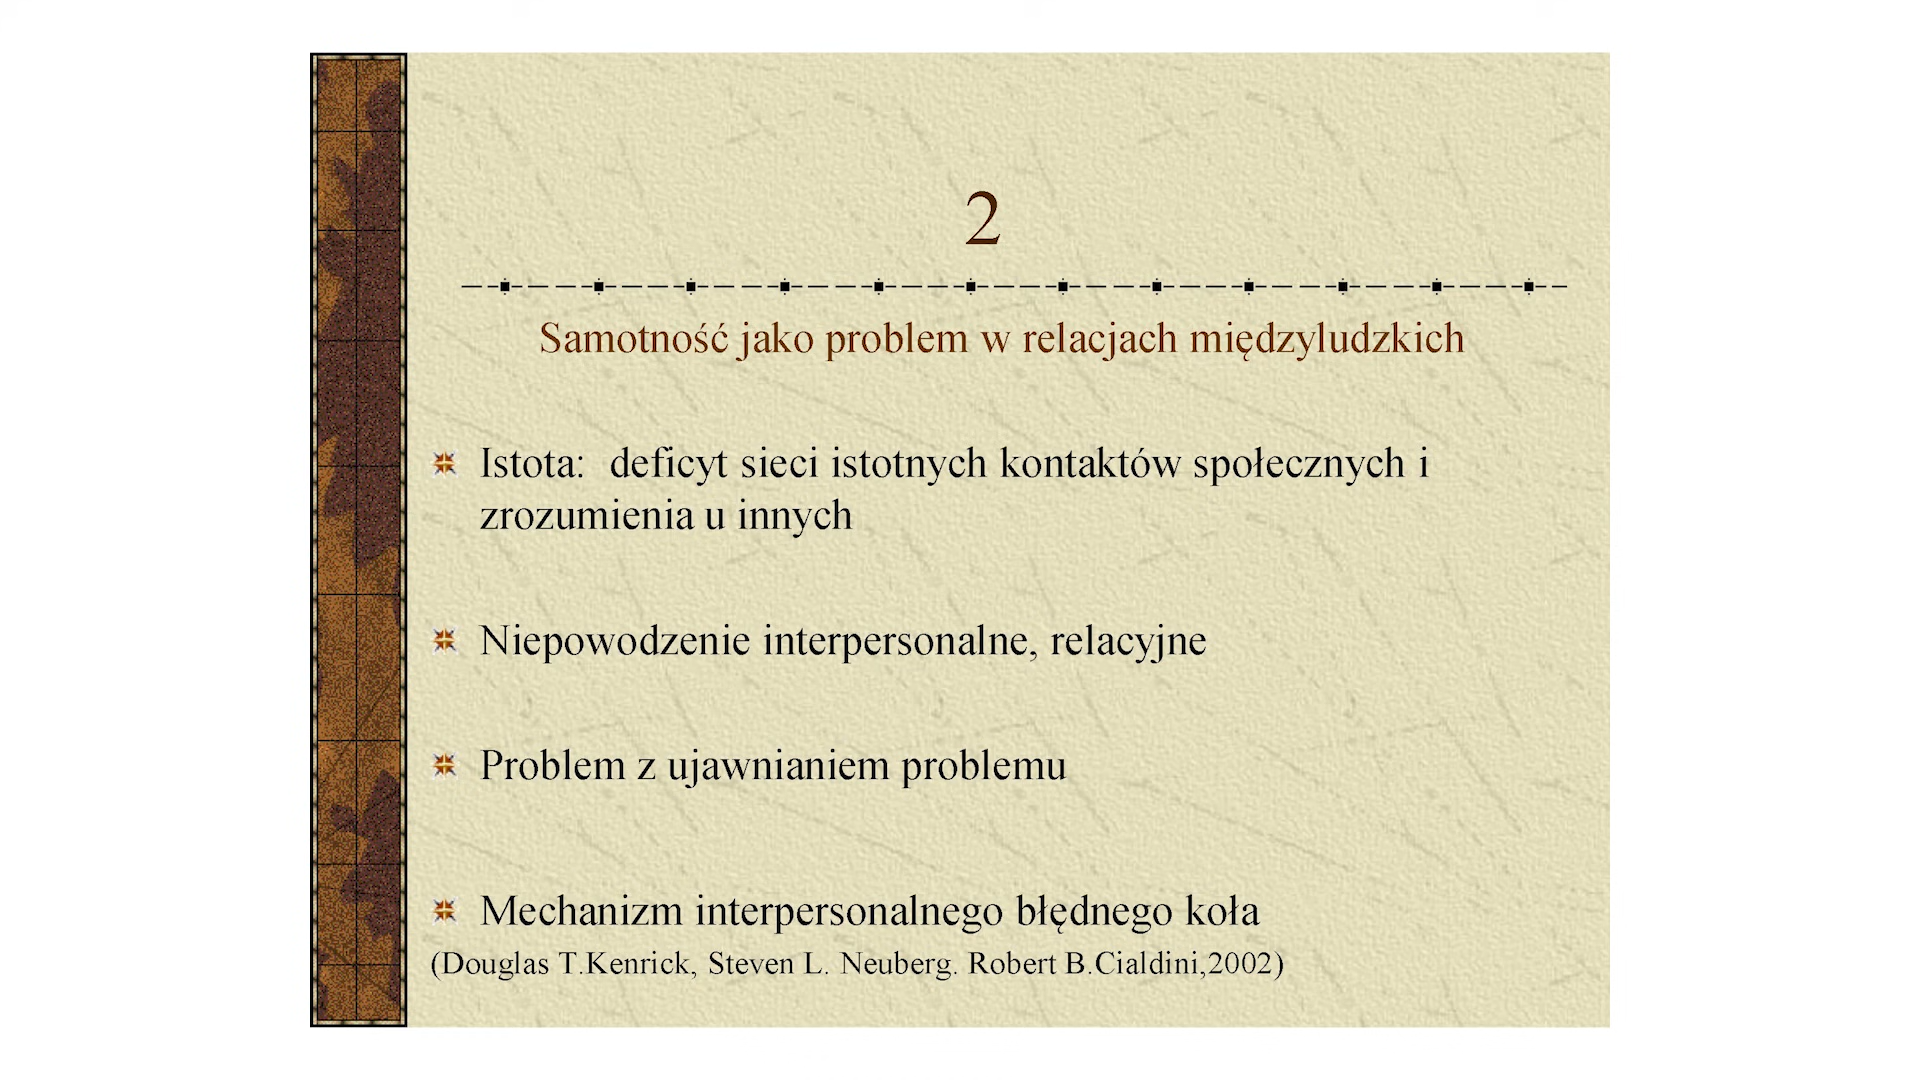 2
Samotność jako problem w relacjach międzyludzkich
Istota:  deficyt sieci istotnych kontaktów społecznych i
zrozumienia u innych
Niepowodzenie interpersonalne, relacyjne
Problem z ujawnianiem problemu
Mechanizm interpersonalnego błędnego koła
(Douglas T.Kenrick, Steven L. Neuberg. Robert B.Cialdini,2002)